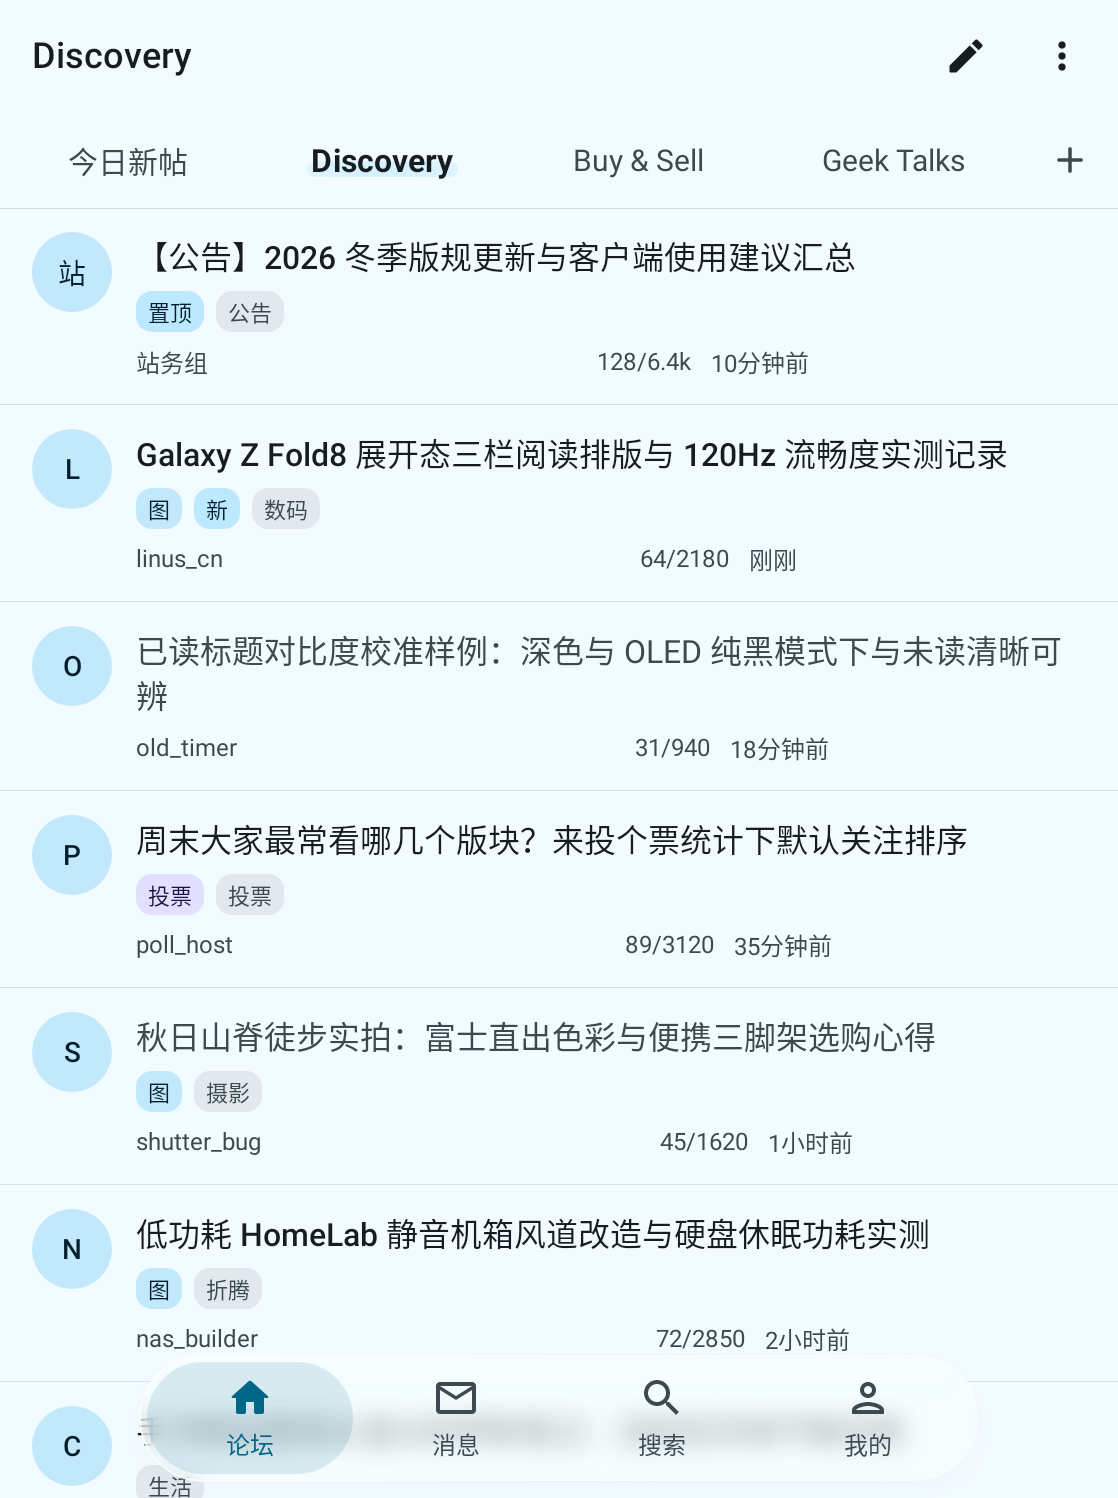 Discovery
今日新帖 Discovery Buy & Sell Geek Talks
站
【公告】2026 冬季版规更新与客户端使用建议汇总
置顶 公告
站务组 128/6.4k 10分钟前
L
Galaxy Z Fold8 展开态三栏阅读排版与 120Hz 流畅度实测记录
图 新 数码
linus_cn 64/2180 刚刚
O
已读标题对比度校准样例：深色与 OLED 纯黑模式下与未读清晰可
辨
old_timer 31/940 18分钟前
P
周末大家最常看哪几个版块？来投个票统计下默认关注排序
投票 投票
poll_host 89/3120 35分钟前
S
秋日山脊徒步实拍：富士直出色彩与便携三脚架选购心得
图 摄影
shutter_bug 45/1620 1小时前
N
低功耗 HomeLab 静音机箱风道改造与硬盘休眠功耗实测
图 折腾
nas_builder 72/2850 2小时前
C
论坛 消息 搜索 我的
生活